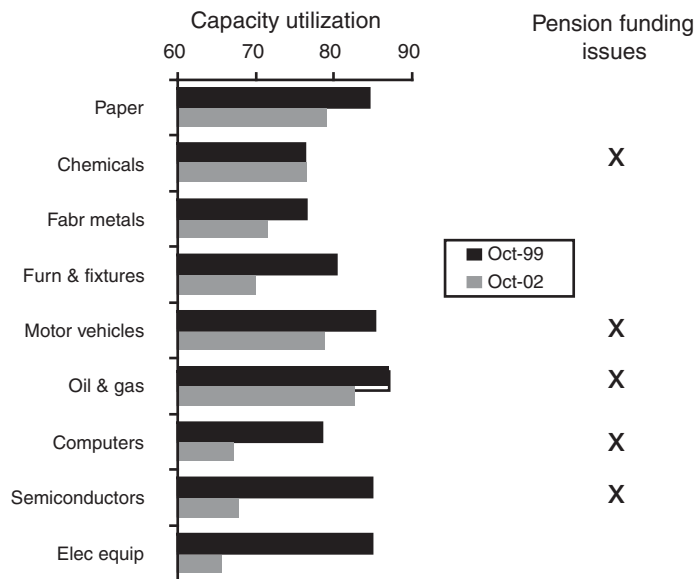 Capacity utilization
Pension funding
issues
60 70 80 90
Paper
Chemicals X
Fabr metals
Furn & fixtures
Oct-99
Oct-02
Motor vehicles X
Oil & gas X
Computers X
Semiconductors X
Elec equip